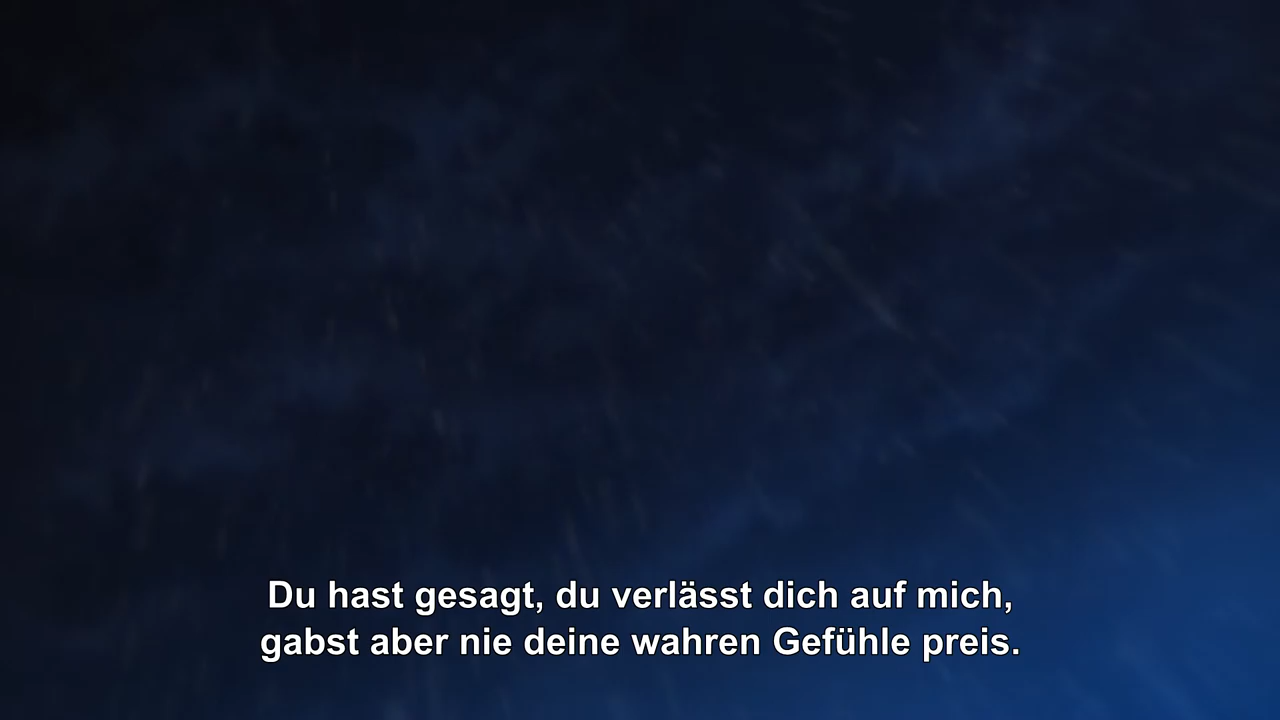 Du hast gesagt, du verlässt dich auf mich,
gabst aber nie deine wahren Gefühle preis.